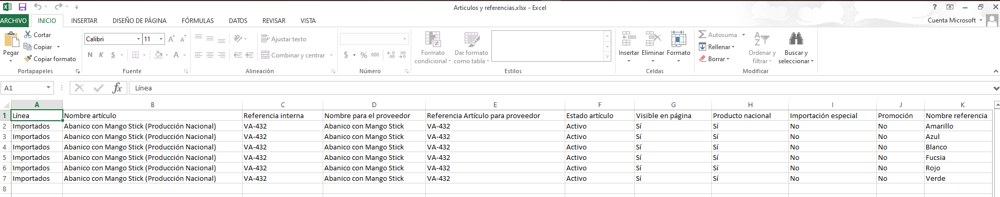 Articulos y referencias.xlsx - Excel
ARCHIVO INICIO INSERTAR DISEÑO DE PÁGINA FÓRMULAS DATOS REVISAR VISTA Cuenta Microsoft
Pegar
Cortar
Copiar
Copiar formato
Portapapeles
Calibri 11
N K S A
Fuente
Ajustar texto
Combinar y centrar
Alineación
$ % 000
Número
Formato condicional
Dar formato como tabla
Estilos
Insertar Eliminar Formato
Celdas
Autosuma
Rellenar
Borrar
Ordenar y filtrar
Buscar y seleccionar
Modificar
A1 fx Línea
A B C D E F G H I J K
1 Línea Nombre artículo Referencia interna Nombre para el proveedor Referencia Artículo para proveedor Estado artículo Visible en página Producto nacional Importación especial Promoción Nombre referencia
2 Importados Abanico con Mango Stick (Producción Nacional) VA-432 Abanico con Mango Stick VA-432 Activo Sí Sí No No Amarillo
3 Importados Abanico con Mango Stick (Producción Nacional) VA-432 Abanico con Mango Stick VA-432 Activo Sí Sí No No Azul
4 Importados Abanico con Mango Stick (Producción Nacional) VA-432 Abanico con Mango Stick VA-432 Activo Sí Sí No No Blanco
5 Importados Abanico con Mango Stick (Producción Nacional) VA-432 Abanico con Mango Stick VA-432 Activo Sí Sí No No Fucsia
6 Importados Abanico con Mango Stick (Producción Nacional) VA-432 Abanico con Mango Stick VA-432 Activo Sí Sí No No Rojo
7 Importados Abanico con Mango Stick (Producción Nacional) VA-432 Abanico con Mango Stick VA-432 Activo Sí Sí No No Verde
8